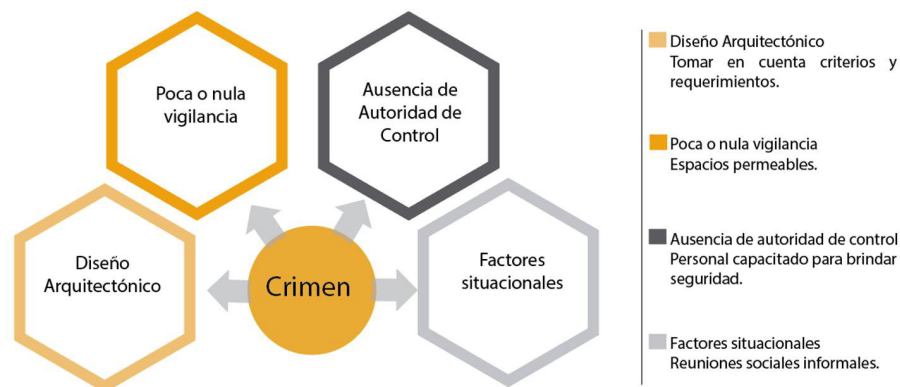 Poca o nula
vigilancia
Ausencia de
Autoridad de
Control
Diseño
Arquitectónico
Crimen
Factores
situacionales
Diseño Arquitectónico
Tomar en cuenta criterios y
requerimientos.
Poca o nula vigilancia
Espacios permeables.
Ausencia de autoridad de control
Personal capacitado para brindar
seguridad.
Factores situacionales
Reuniones sociales informales.